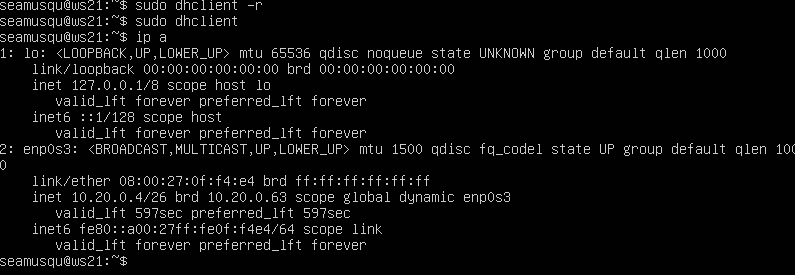 seamusqu@ws21:~$ sudo dhclient -r
seamusqu@ws21:~$ sudo dhclient
seamusqu@ws21:~$ ip a
1: lo: <LOOPBACK,UP,LOWER_UP> mtu 65536 qdisc noqueue state UNKNOWN group default qlen 1000
    link/loopback 00:00:00:00:00:00 brd 00:00:00:00:00:00
    inet 127.0.0.1/8 scope host lo
       valid_lft forever preferred_lft forever
    inet6 ::1/128 scope host
       valid_lft forever preferred_lft forever
2: enp0s3: <BROADCAST,MULTICAST,UP,LOWER_UP> mtu 1500 qdisc fq_codel state UP group default qlen 100
0
    link/ether 08:00:27:0f:f4:e4 brd ff:ff:ff:ff:ff:ff
    inet 10.20.0.4/26 brd 10.20.0.63 scope global dynamic enp0s3
       valid_lft 597sec preferred_lft 597sec
    inet6 fe80::a00:27ff:fe0f:f4e4/64 scope link
       valid_lft forever preferred_lft forever
seamusqu@ws21:~$